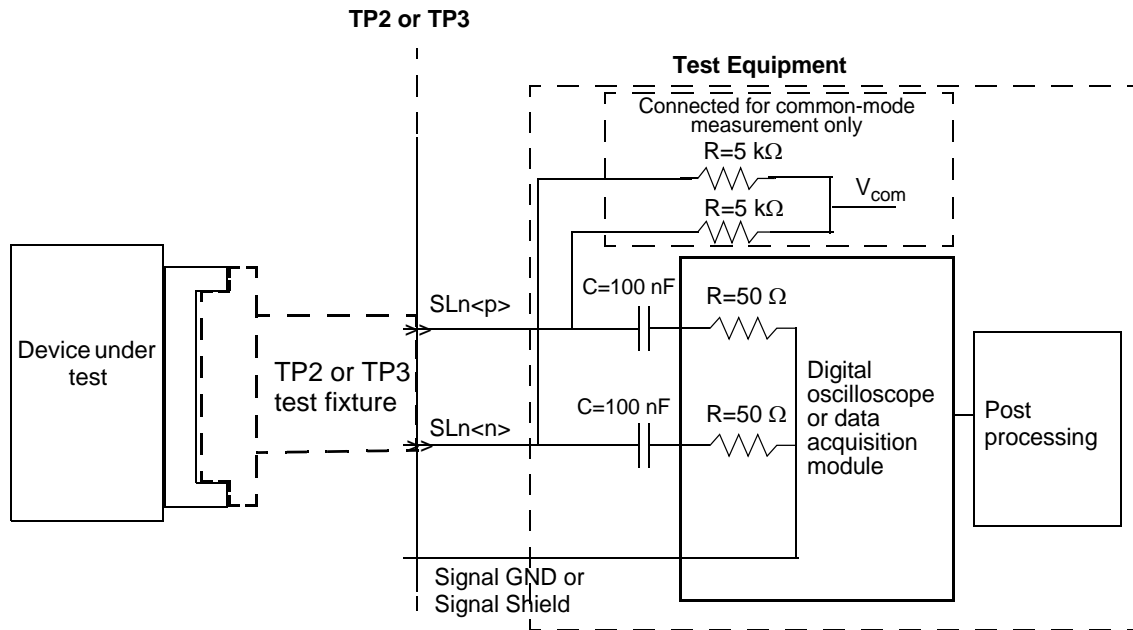 TP2 or TP3
Test Equipment
Connected for common-mode
measurement only
R=5 kΩ
Vcom
R=5 kΩ
C=100 nF
R=50 Ω
SLn<p>
Device under
test
TP2 or TP3
test fixture
Digital
oscilloscope
or data
acquisition
module
C=100 nF
R=50 Ω
SLn<n>
Post
processing
Signal GND or
Signal Shield